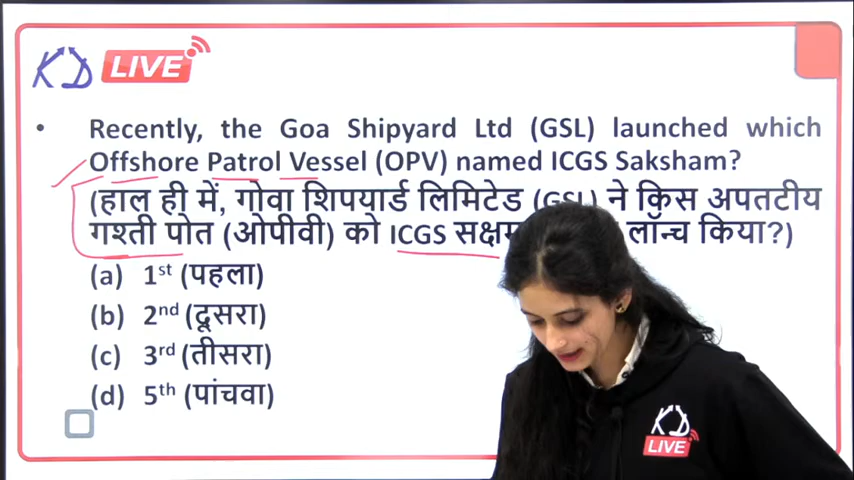 KD LIVE
• Recently, the Goa Shipyard Ltd (GSL) launched which
Offshore Patrol Vessel (OPV) named ICGS Saksham?
(हाल ही में, गोवा शिपयार्ड लिमिटेड (GSL) ने किस अपतटीय
गश्ती पोत (ओपीवी) को ICGS सक्षम लॉन्च किया?)
(a) 1st (पहला)
(b) 2nd (दूसरा)
(c) 3rd (तीसरा)
(d) 5th (पांचवा)
KD
LIVE